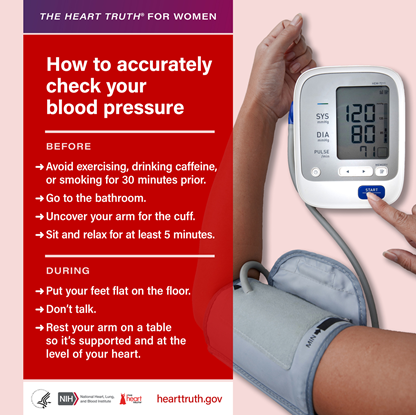 THE HEART TRUTH® FOR WOMEN
How to accurately
check your
blood pressure
BEFORE
→Avoid exercising, drinking caffeine,
or smoking for 30 minutes prior.
→Go to the bathroom.
→Uncover your arm for the cuff.
→Sit and relax for at least 5 minutes.
DURING
→Put your feet flat on the floor.
→Don't talk.
→Rest your arm on a table
so it's supported and at the
level of your heart.
NIH National Heart, Lung,
and Blood Institute
heart
truth
hearttruth.gov
SYS
mmHg
120
DIA
mmHg
80
PULSE
71
START
MIN